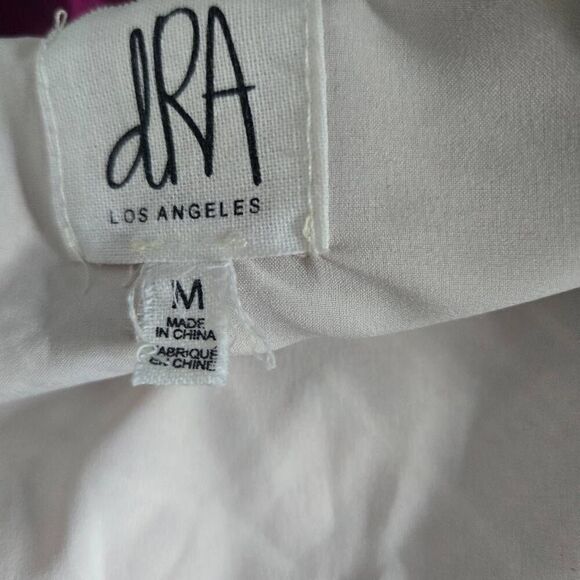 dRA
LOS ANGELES
M
MADE
IN CHINA
FABRIQUÉ
EN CHINE